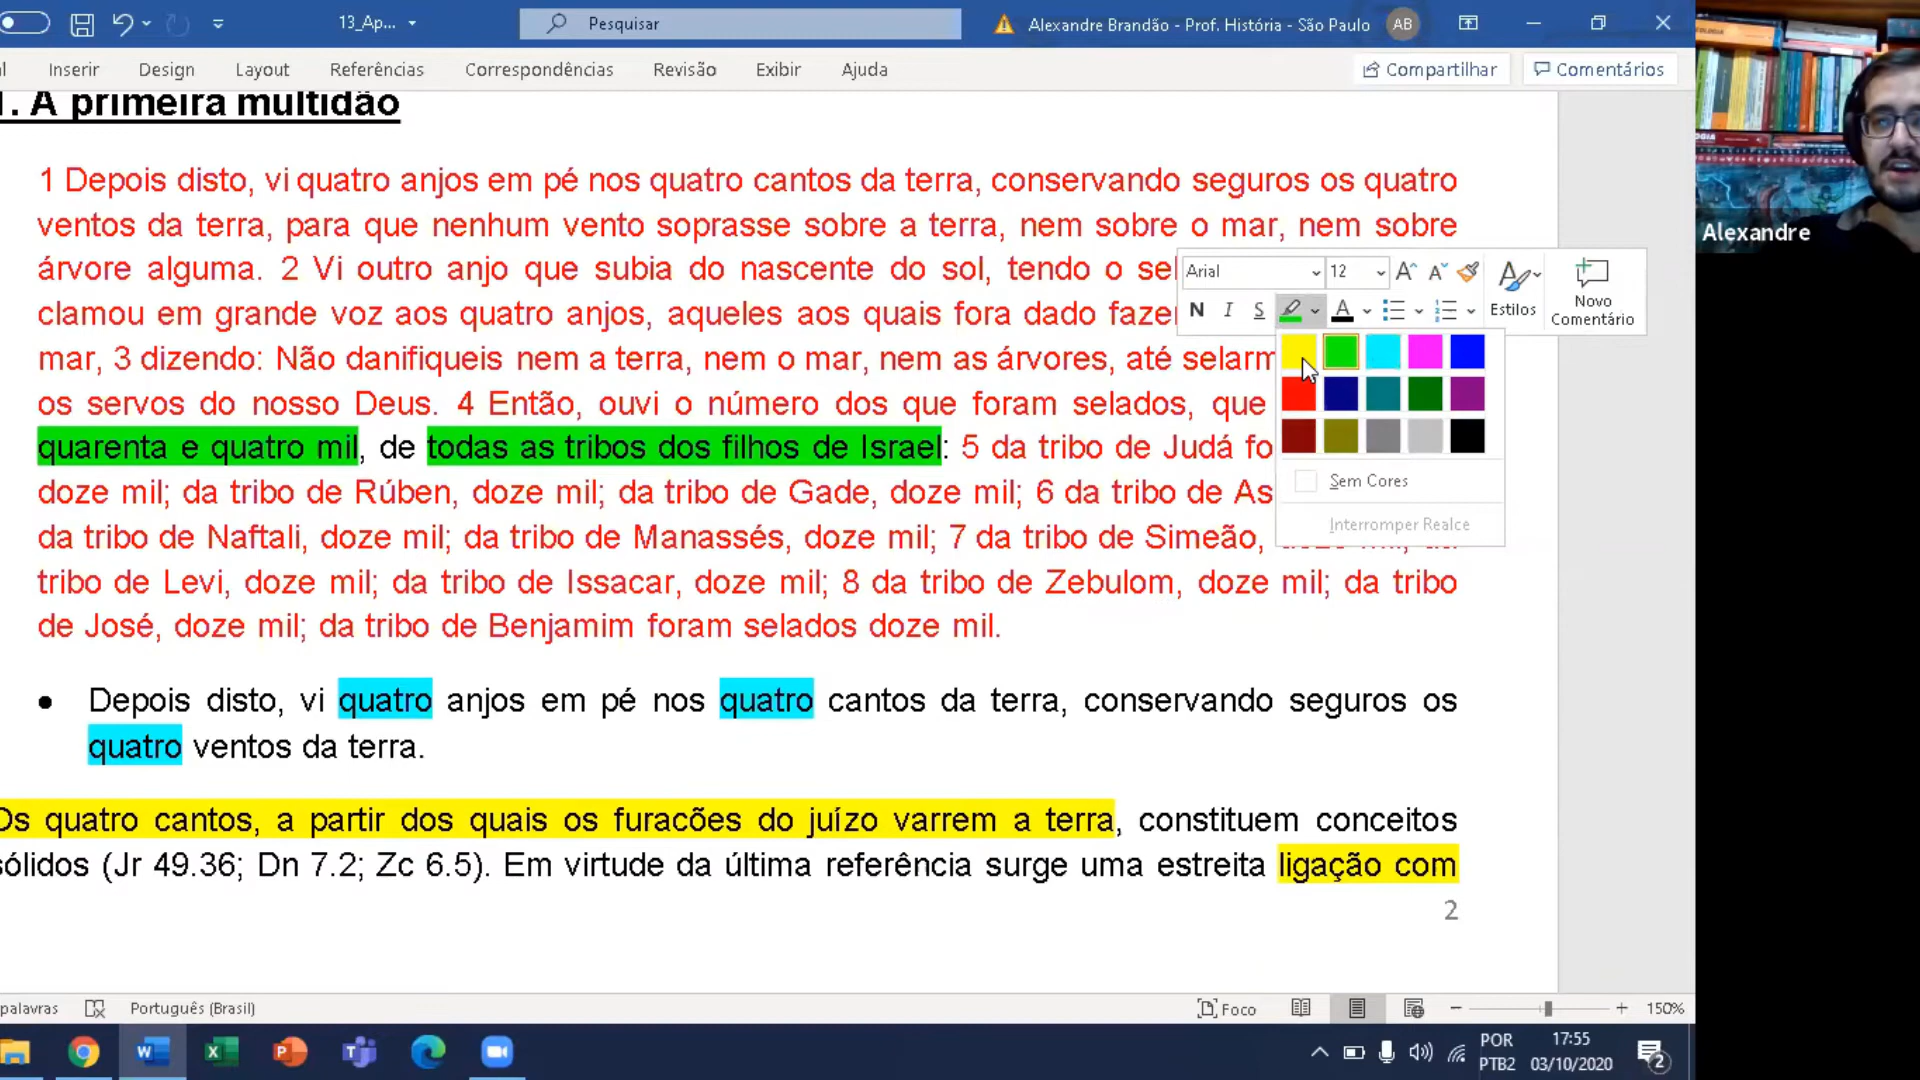 13_Ap...
Pesquisar
Alexandre Brandão - Prof. História - São Paulo
AB
Inserir
Design
Layout
Referências
Correspondências
Revisão
Exibir
Ajuda
Compartilhar
Comentários
1. A primeira multidão
1 Depois disto, vi quatro anjos em pé nos quatro cantos da terra, conservando seguros os quatro
ventos da terra, para que nenhum vento soprasse sobre a terra, nem sobre o mar, nem sobre
árvore alguma. 2 Vi outro anjo que subia do nascente do sol, tendo o
clamou em grande voz aos quatro anjos, aqueles aos quais fora dado
mar, 3 dizendo: Não danifiqueis nem a terra, nem o mar, nem as árvores, até
os servos do nosso Deus. 4 Então, ouvi o número dos que foram selados, que
quarenta e quatro mil, de todas as tribos dos filhos de Israel: 5 da tribo de Judá
doze mil; da tribo de Rúben, doze mil; da tribo de Gade, doze mil; 6 da tribo de
da tribo de Naftali, doze mil; da tribo de Manassés, doze mil; 7 da tribo de Simeão,
tribo de Levi, doze mil; da tribo de Issacar, doze mil; 8 da tribo de Zebulom, doze mil; da tribo
de José, doze mil; da tribo de Benjamim foram selados doze mil.
Arial
12
N I S
A
Estilos
Novo
Comentário
Sem Cores
Interromper Realce
• Depois disto, vi quatro anjos em pé nos quatro cantos da terra, conservando seguros os
quatro ventos da terra.
Os quatro cantos, a partir dos quais os furacões do juízo varrem a terra, constituem conceitos
sólidos (Jr 49.36; Dn 7.2; Zc 6.5). Em virtude da última referência surge uma estreita ligação com
2
Alexandre
palavras
Português (Brasil)
Foco
150%
POR
PTB2
17:55
03/10/2020
2